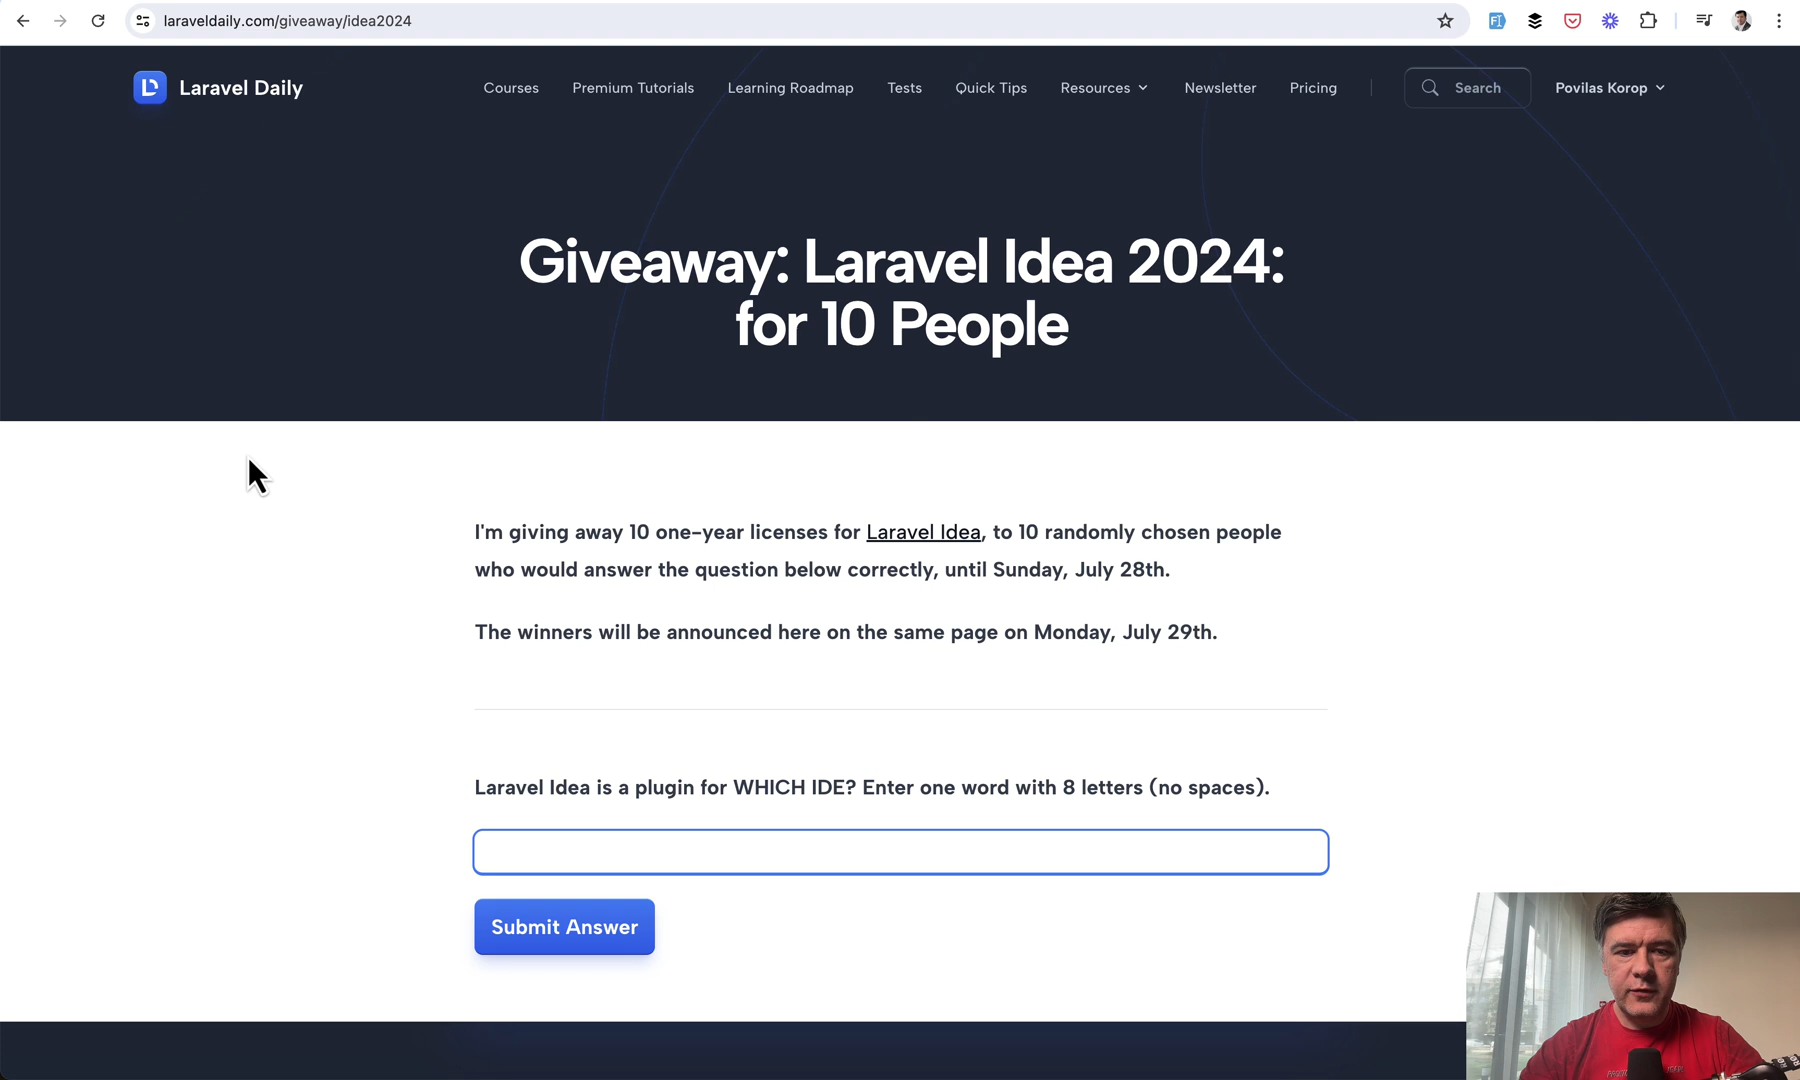 laraveldaily.com/giveaway/idea2024
Laravel Daily
Courses
Premium Tutorials
Learning Roadmap
Tests
Quick Tips
Resources
Newsletter
Pricing
Search
Povilas Korop
Giveaway: Laravel Idea 2024:
for 10 People
I'm giving away 10 one-year licenses for Laravel Idea, to 10 randomly chosen people
who would answer the question below correctly, until Sunday, July 28th.
The winners will be announced here on the same page on Monday, July 29th.
Laravel Idea is a plugin for WHICH IDE? Enter one word with 8 letters (no spaces).
Submit Answer